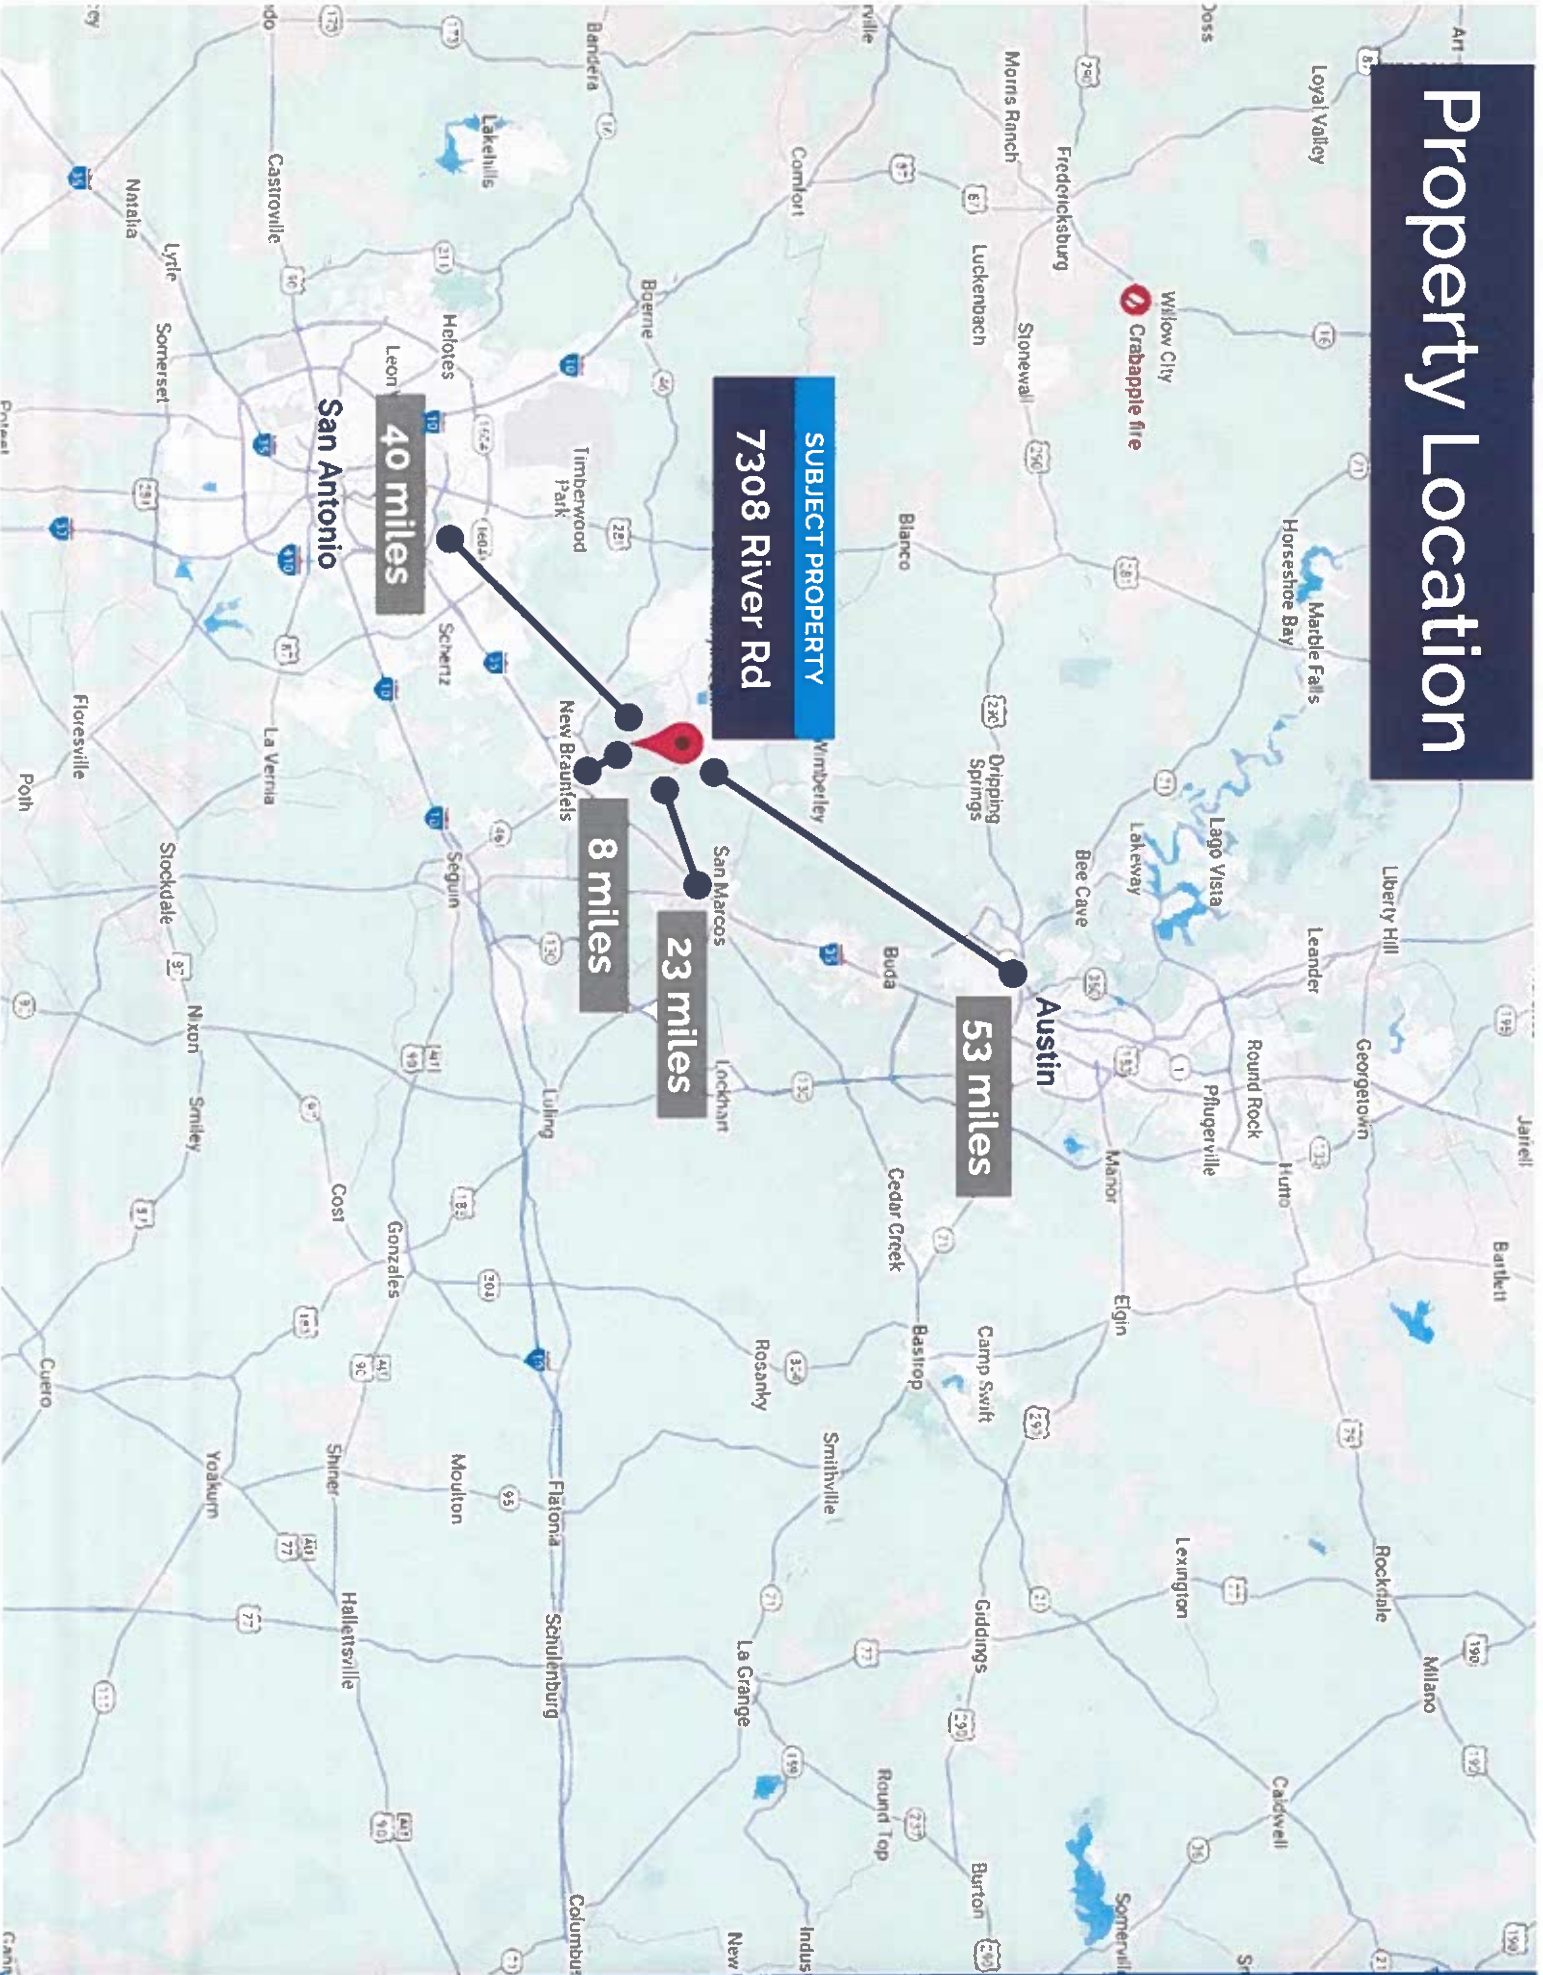 Property Location
SUBJECT PROPERTY
7308 River Rd
53 miles
23 miles
8 miles
40 miles
Loyal Valley
Liberty Hill
Georgetown
Jarrell
Bartlett
Leander
Round Rock
Hutto
Pflugerville
Rockdale
Milano
Horseshoe Bay
Marble Falls
Lago Vista
Lakeway
Bee Cave
Willow City
Crabapple fire
Fredericksburg
Morris Ranch
Luckenbach
Stonewall
Austin
Manor
Elgin
Lexington
Caldwell
Dripping
Springs
Camp Swift
Giddings
Burton
Blanco
Buda
Cedar Creek
Bastrop
Round Top
Comfort
Wimberley
Smithville
San Marcos
Lockhart
Rosanky
La Grange
Boerne
Bandera
Timberwood
Park
New Braunfels
Luling
Flatonia
Schulenburg
Columbus
Lakehills
Helotes
Leon
Schertz
Seguin
Moulton
Gonzales
San Antonio
Cost
Shiner
Hallettsville
Castroville
La Vernia
Natalia
Lytle
Somerset
Stockdale
Nixon
Smiley
Yoakum
Floresville
Poth
Cuero